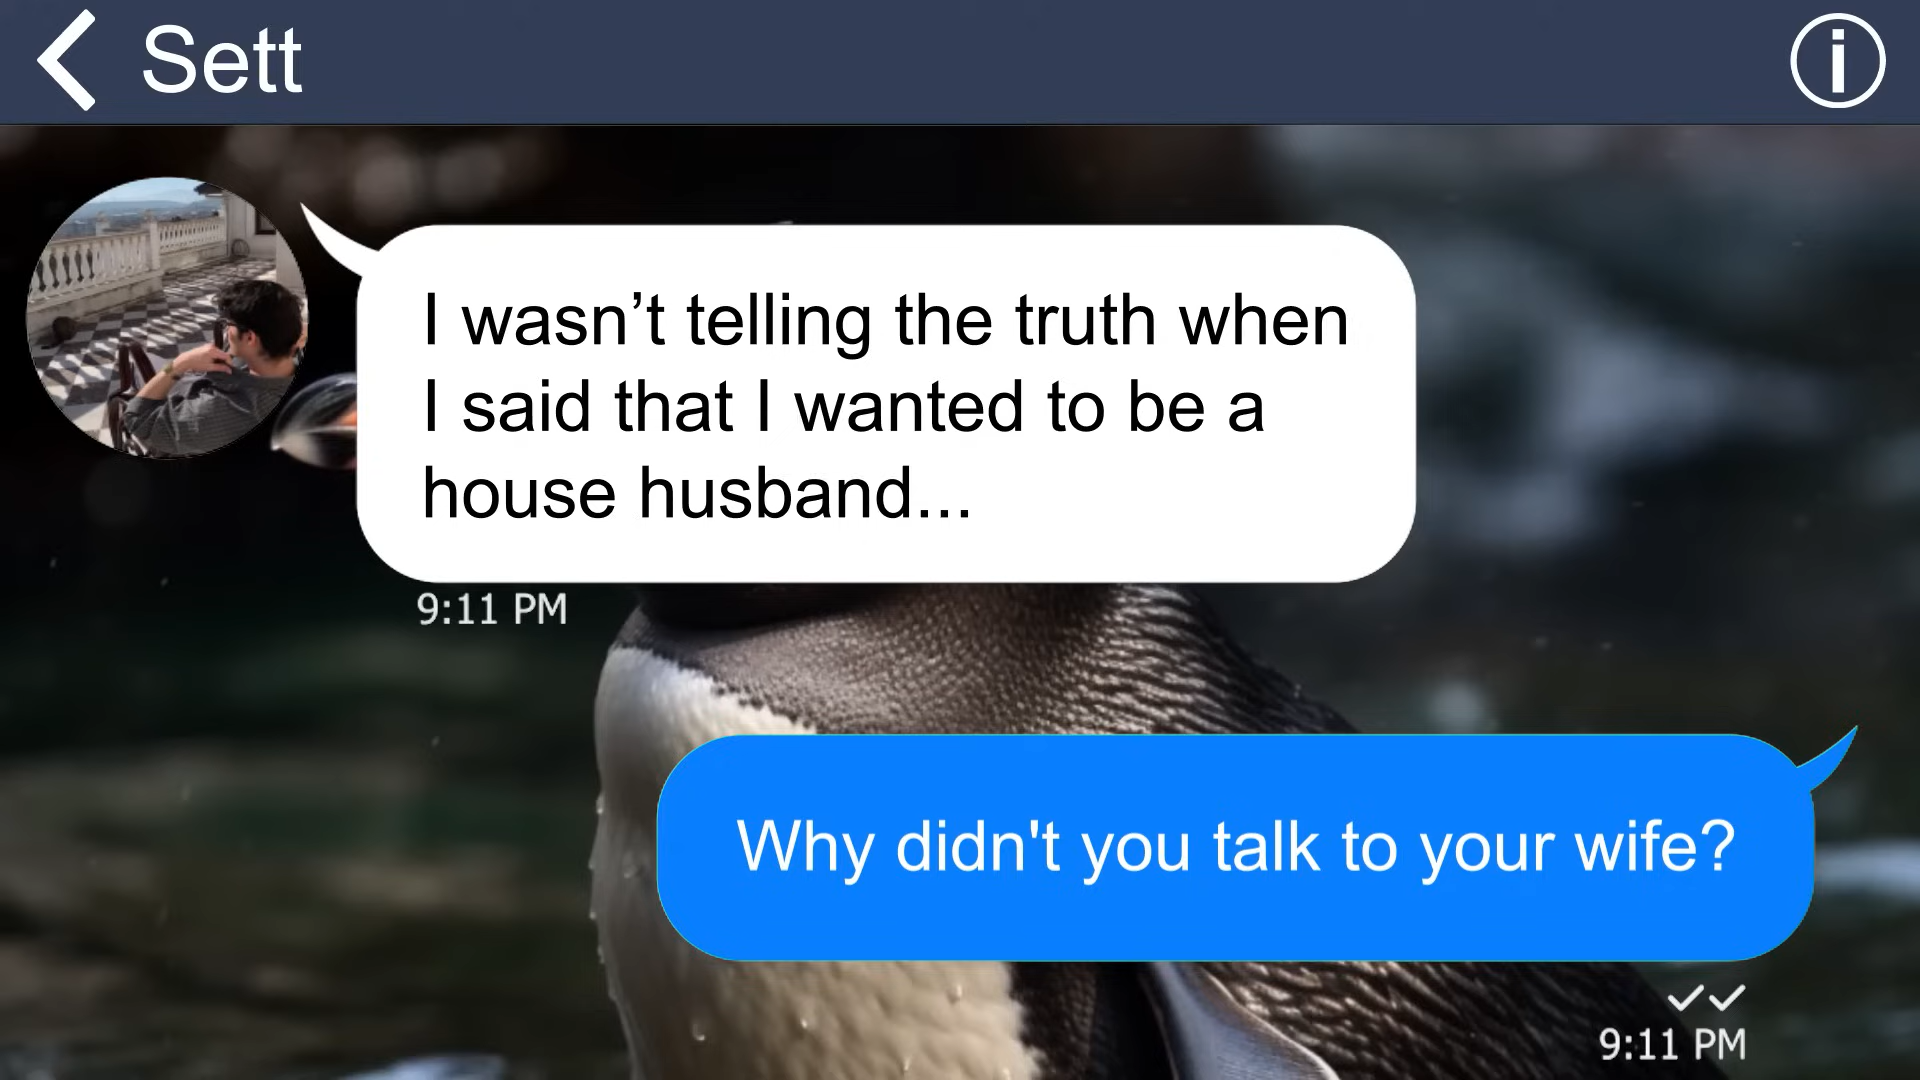 Sett
I wasn’t telling the truth when
I said that I wanted to be a
house husband...
9:11 PM
Why didn't you talk to your wife?
9:11 PM